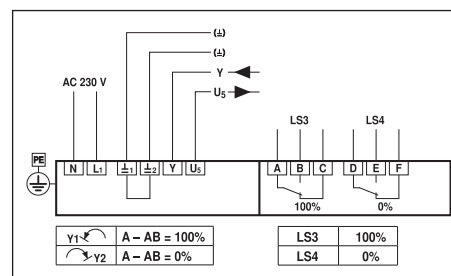 (⏚)
(⏚)
AC 230 V
Y
U5
LS3 LS4
PE
N L1 ⏚1 ⏚2 Y U5 A B C D E F
100% 0%
Y1 A – AB = 100%
Y2 A – AB = 0%
LS3 100%
LS4 0%